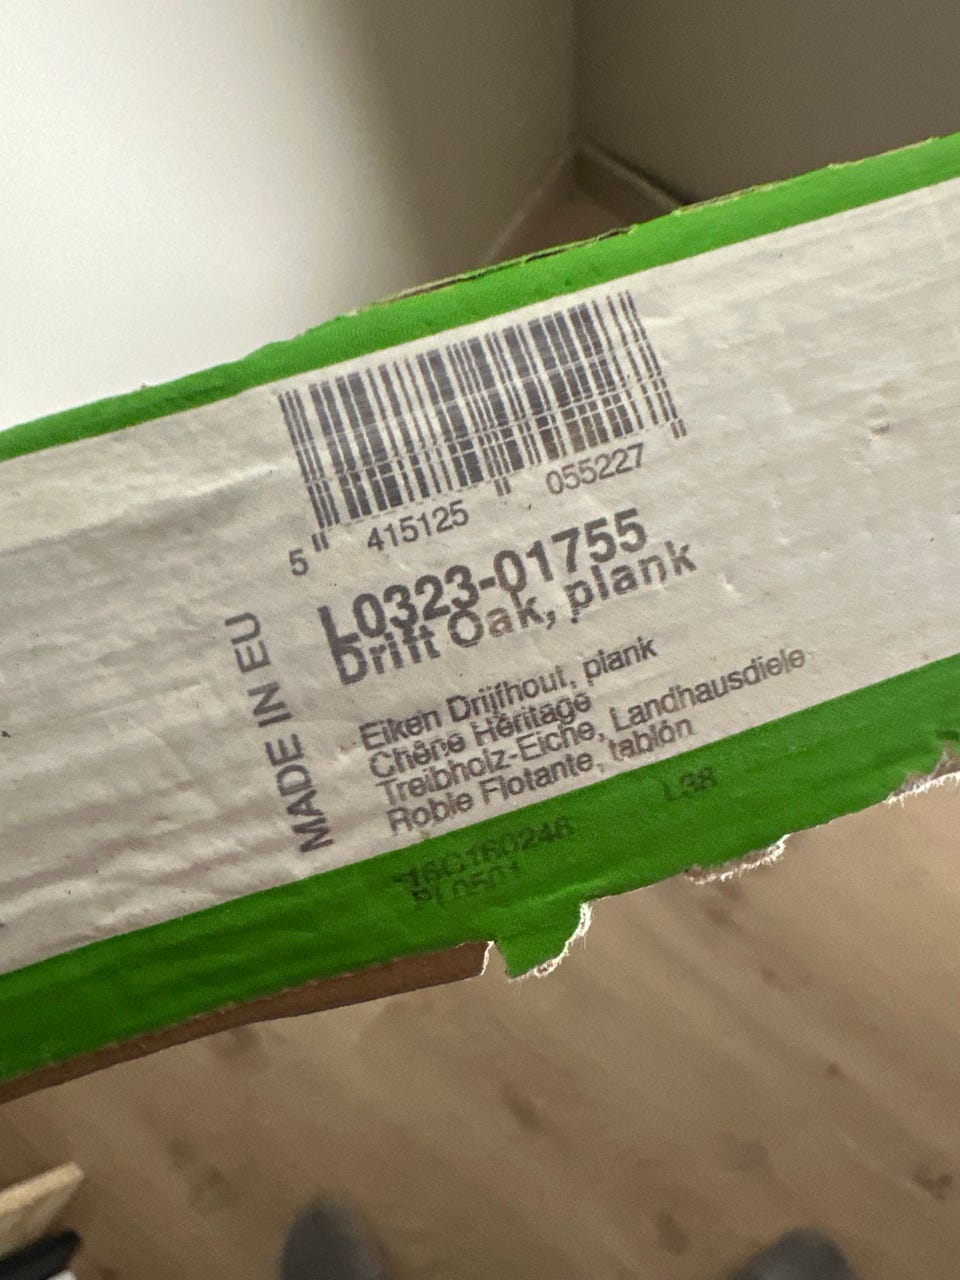 5 415125 055227
L0323-01755
Drift Oak, plank
MADE IN EU
Eiken Drijfhout, plank
Chêne Héritage
Treibholz-Eiche, Landhausdiele
Roble Flotante, tablón
L38